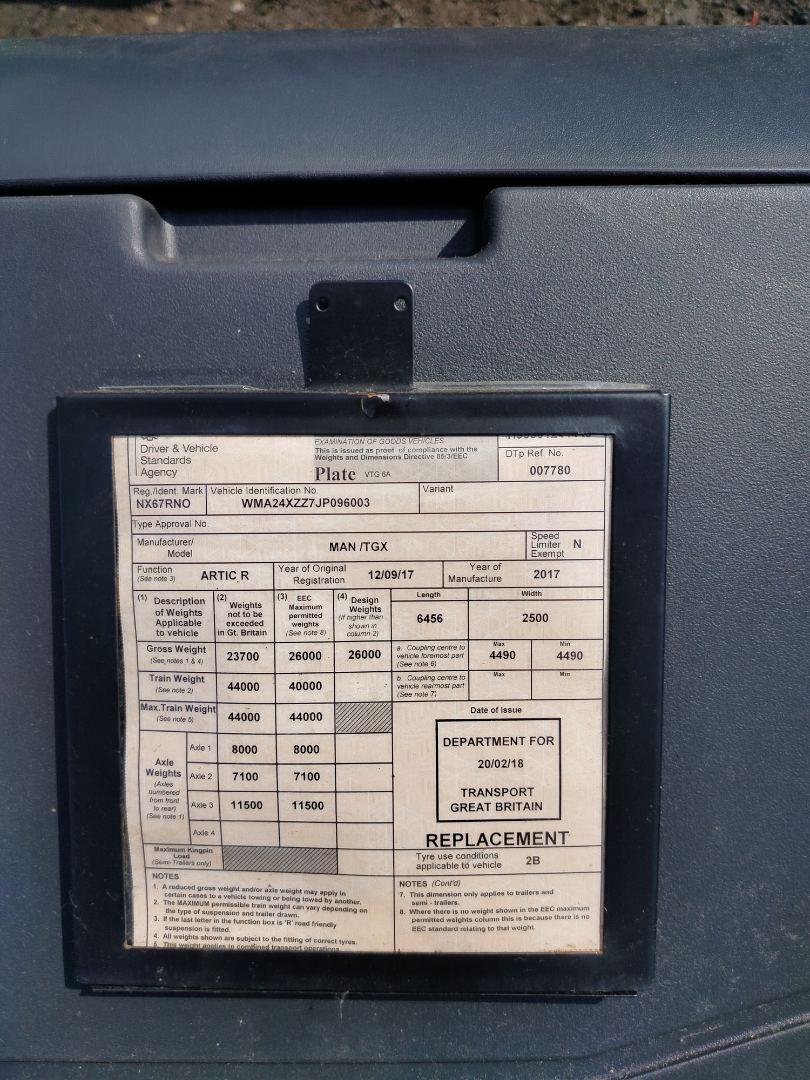 Driver & Vehicle
Standards
Agency
EXAMINATION OF GOODS VEHICLES
This is issued as proof of compliance with the
Weights and Dimensions Directive 85/3/EEC
Plate VTG 6A
DTp Ref. No.
007780
Reg./Ident. Mark
NX67RNO
Vehicle Identification No.
WMA24XZZ7JP096003
Variant
Type Approval No.
Manufacturer/
Model
MAN /TGX
Speed
Limiter
Exempt
N
Function
(See note 3)
ARTIC R
Year of Original
Registration
12/09/17
Year of
Manufacture
2017
(1) Description
of Weights
Applicable
to vehicle
(2)
Weights
not to be
exceeded
in Gt. Britain
(3) EEC
Maximum
permitted
weights
(See note 8)
(4) Design
Weights
(if higher than
shown in
column 2)
Length
6456
Width
2500
Gross Weight
(See notes 1 & 4)
23700
26000
26000
a. Coupling centre to
vehicle foremost part
(See note 6)
Max
4490
Min
4490
Train Weight
(See note 2)
44000
40000
b. Coupling centre to
vehicle rearmost part
(See note 7)
Max
Min
Max.Train Weight
(See note 5)
44000
44000
Axle
Weights
(Axles
numbered
from front
to rear)
(See note 1)
Axle 1
8000
8000
Axle 2
7100
7100
Axle 3
11500
11500
Axle 4
Maximum Kingpin
Load
(Semi-Trailers only)
Date of Issue
DEPARTMENT FOR
20/02/18
TRANSPORT
GREAT BRITAIN
REPLACEMENT
Tyre use conditions
applicable to vehicle
2B
NOTES
1. A reduced gross weight and/or axle weight may apply in
certain cases to a vehicle towing or being towed by another.
2. The MAXIMUM permissible train weight can vary depending on
the type of suspension and trailer drawn.
3. If the last letter in the function box is 'R' road friendly
suspension is fitted.
4. All weights shown are subject to the fitting of correct tyres.
5. This weight applies to combined transport operations.
NOTES (Cont'd)
7. This dimension only applies to trailers and
semi - trailers.
8. Where there is no weight shown in the EEC maximum
permitted weights column this is because there is no
EEC standard relating to that weight.